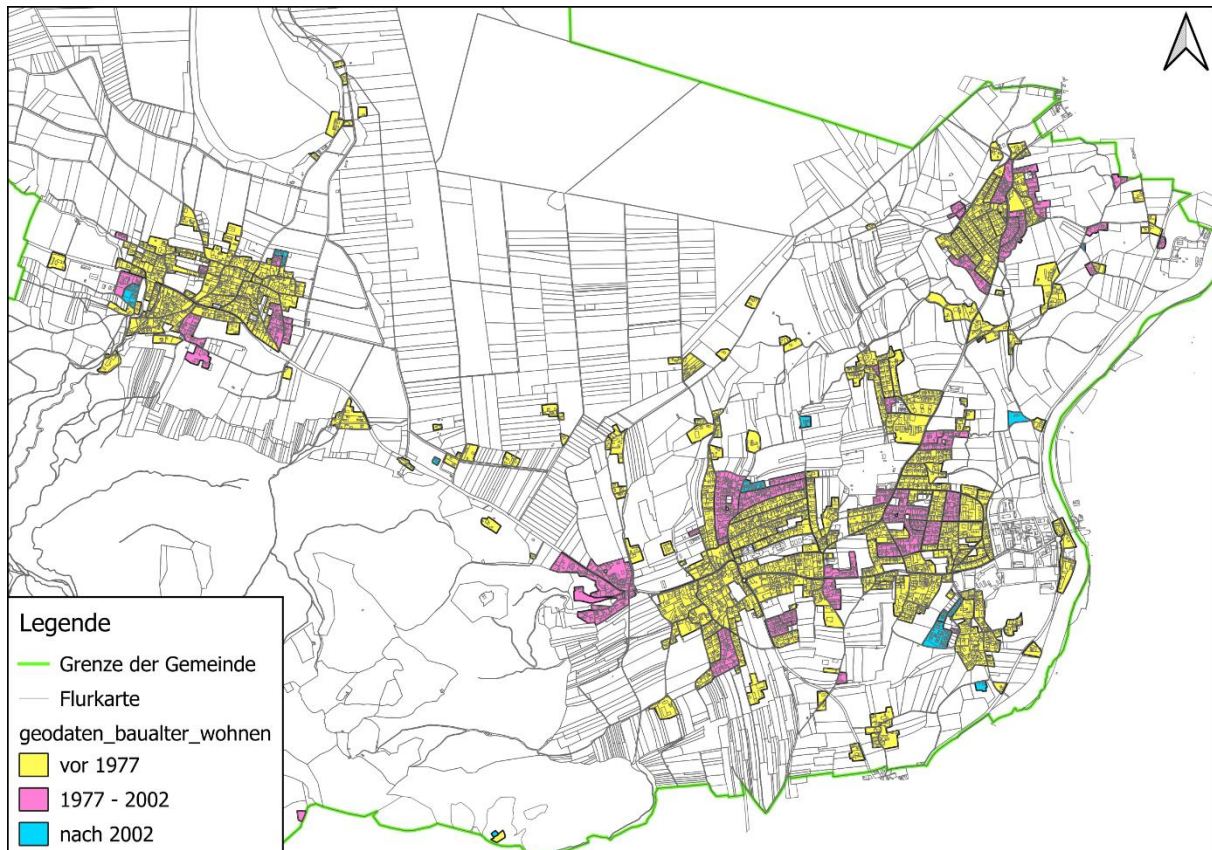 Legende
Grenze der Gemeinde
Flurkarte
geodaten_baualter_wohnen
vor 1977
1977 - 2002
nach 2002